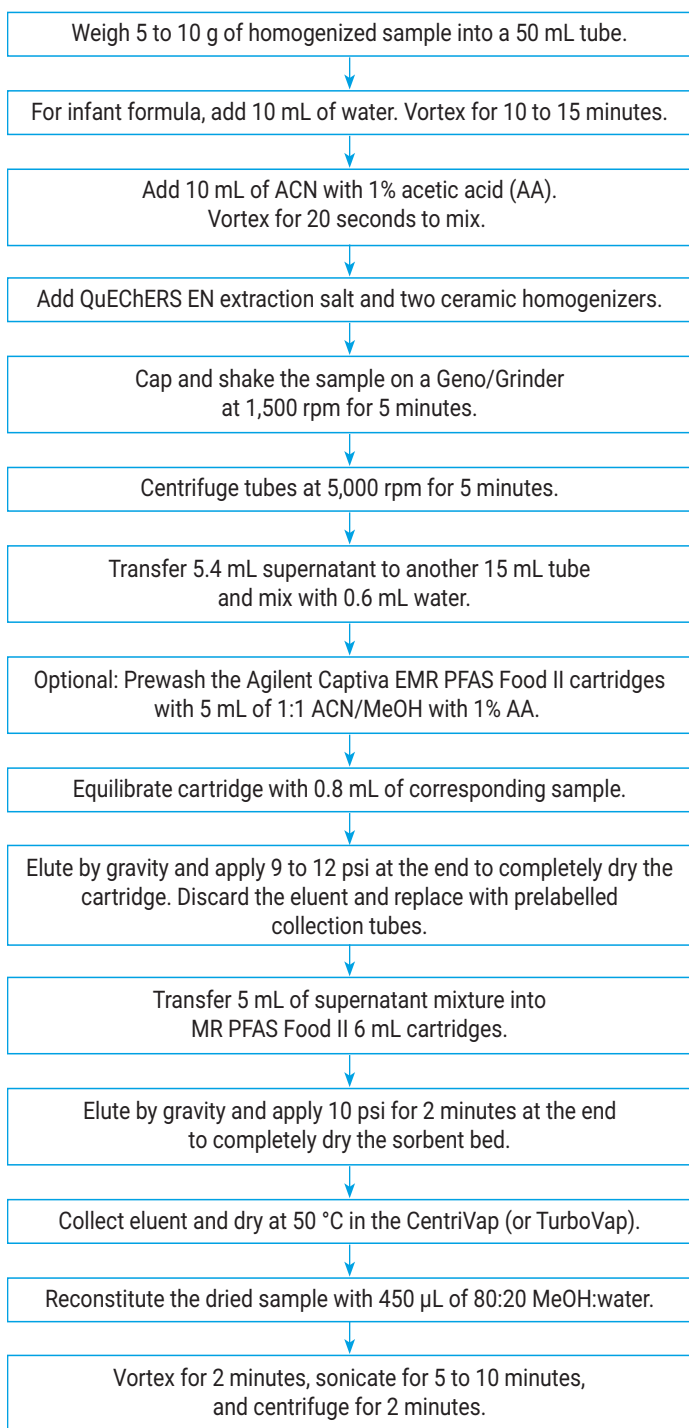 Weigh 5 to 10 g of homogenized sample into a 50 mL tube.
For infant formula, add 10 mL of water. Vortex for 10 to 15 minutes.
Add 10 mL of ACN with 1% acetic acid (AA).
Vortex for 20 seconds to mix.
Add QuEChERS EN extraction salt and two ceramic homogenizers.
Cap and shake the sample on a Geno/Grinder
at 1,500 rpm for 5 minutes.
Centrifuge tubes at 5,000 rpm for 5 minutes.
Transfer 5.4 mL supernatant to another 15 mL tube
and mix with 0.6 mL water.
Optional: Prewash the Agilent Captiva EMR PFAS Food II cartridges
with 5 mL of 1:1 ACN/MeOH with 1% AA.
Equilibrate cartridge with 0.8 mL of corresponding sample.
Elute by gravity and apply 9 to 12 psi at the end to completely dry the
cartridge. Discard the eluent and replace with prelabelled
collection tubes.
Transfer 5 mL of supernatant mixture into
MR PFAS Food II 6 mL cartridges.
Elute by gravity and apply 10 psi for 2 minutes at the end
to completely dry the sorbent bed.
Collect eluent and dry at 50 °C in the CentriVap (or TurboVap).
Reconstitute the dried sample with 450 µL of 80:20 MeOH:water.
Vortex for 2 minutes, sonicate for 5 to 10 minutes,
and centrifuge for 2 minutes.